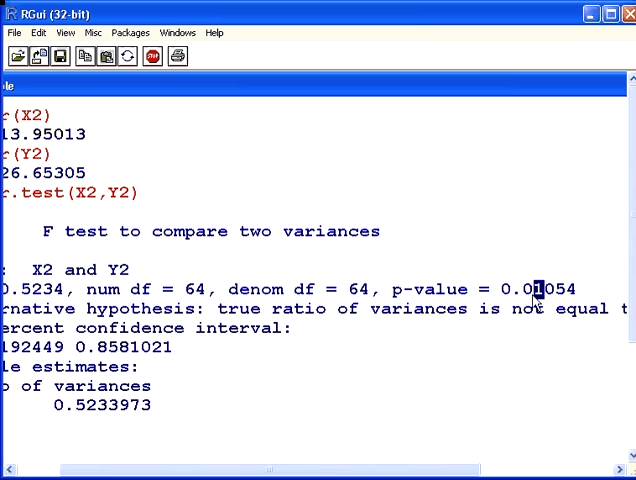 RGui (32-bit)
File Edit View Misc Packages Windows Help
le
r(X2)
13.95013
r(Y2)
26.65305
r.test(X2,Y2)
F test to compare two variances
: X2 and Y2
0.5234, num df = 64, denom df = 64, p-value = 0.01054
rnative hypothesis: true ratio of variances is not equal t
ercent confidence interval:
192449 0.8581021
le estimates:
o of variances
0.5233973